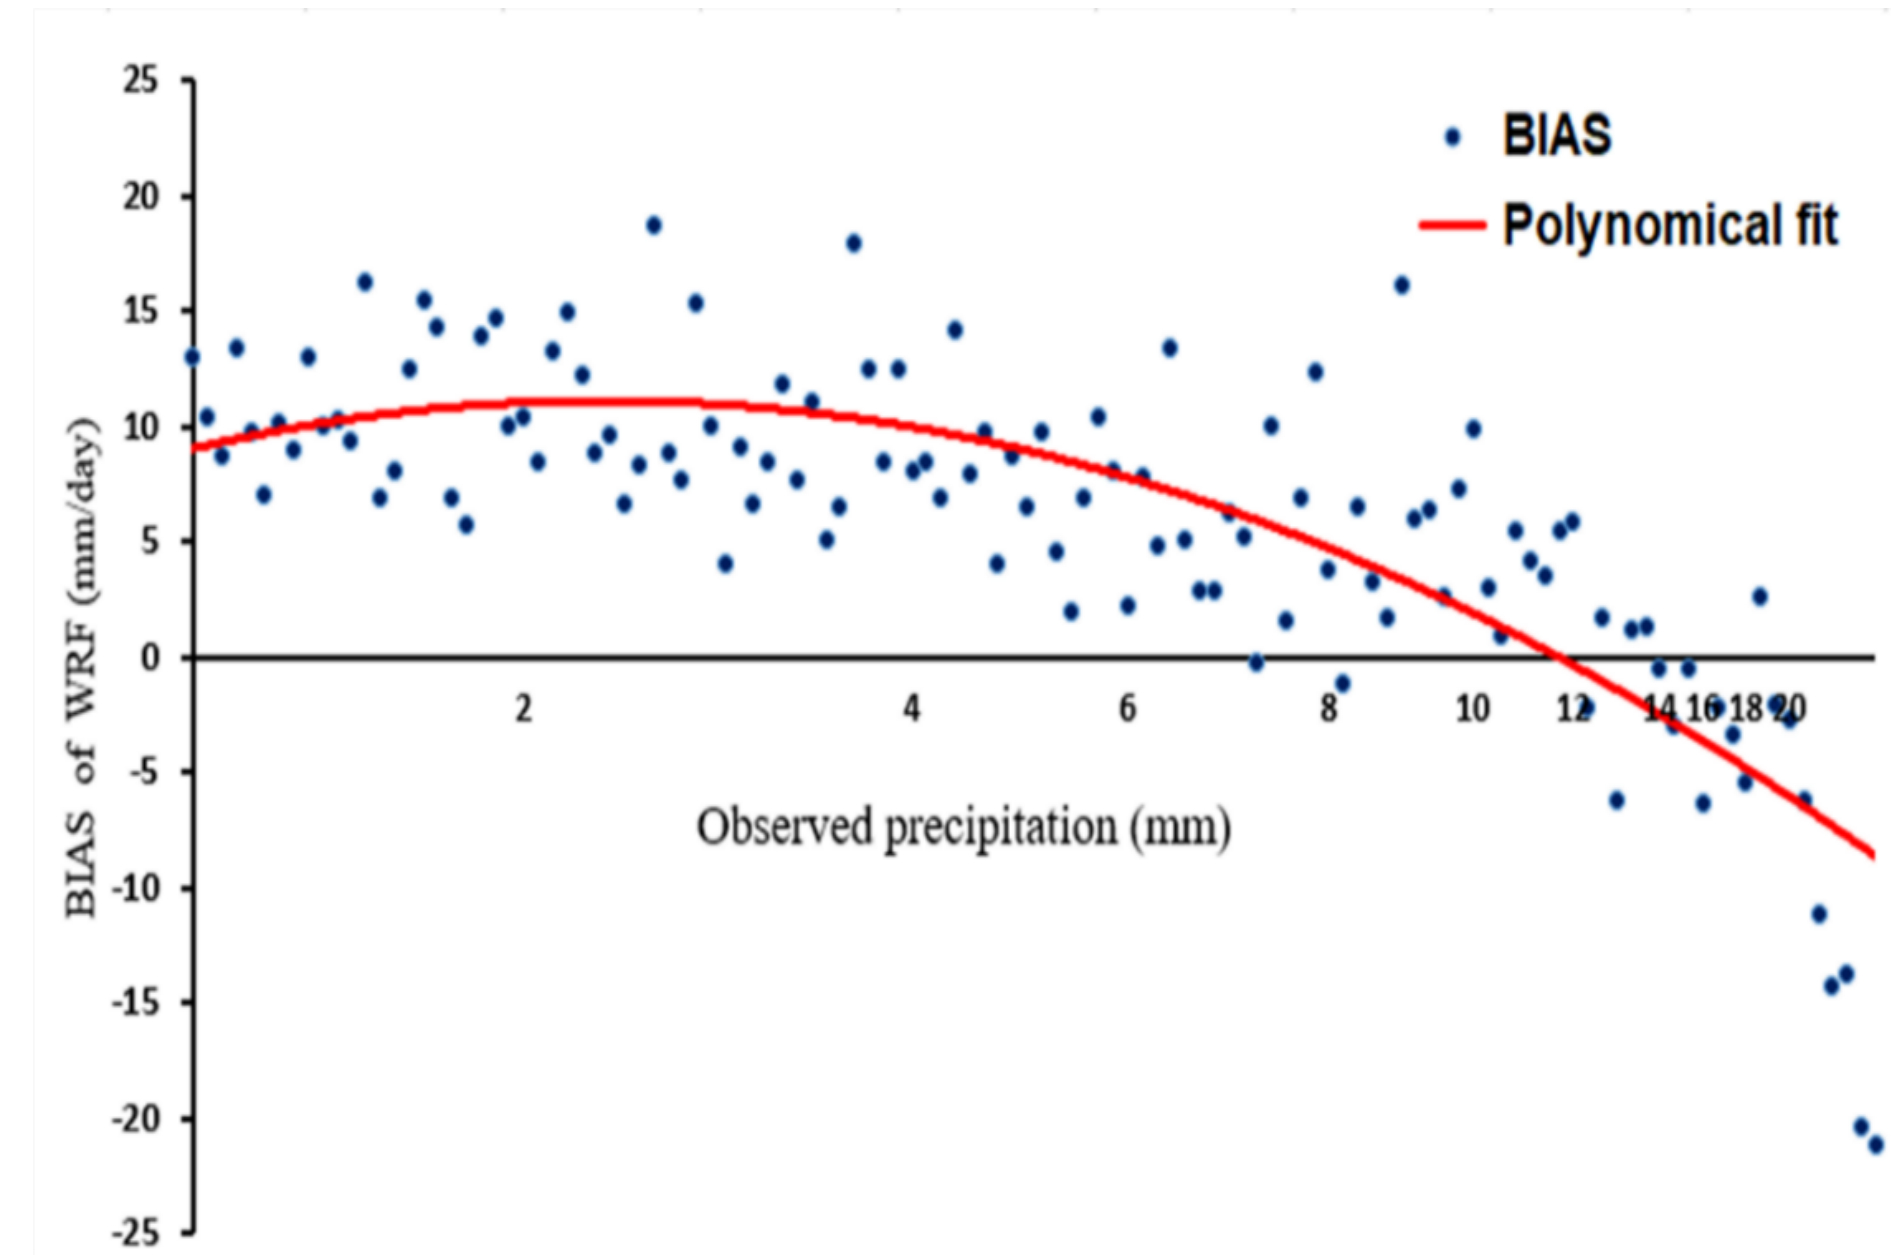 25
20
15
10
5
0
-5
-10
-15
-20
-25
BIAS of WRF (mm/day)
BIAS
Polynomical fit
2 4 6 8 10 12 14 16 18 20
Observed precipitation (mm)